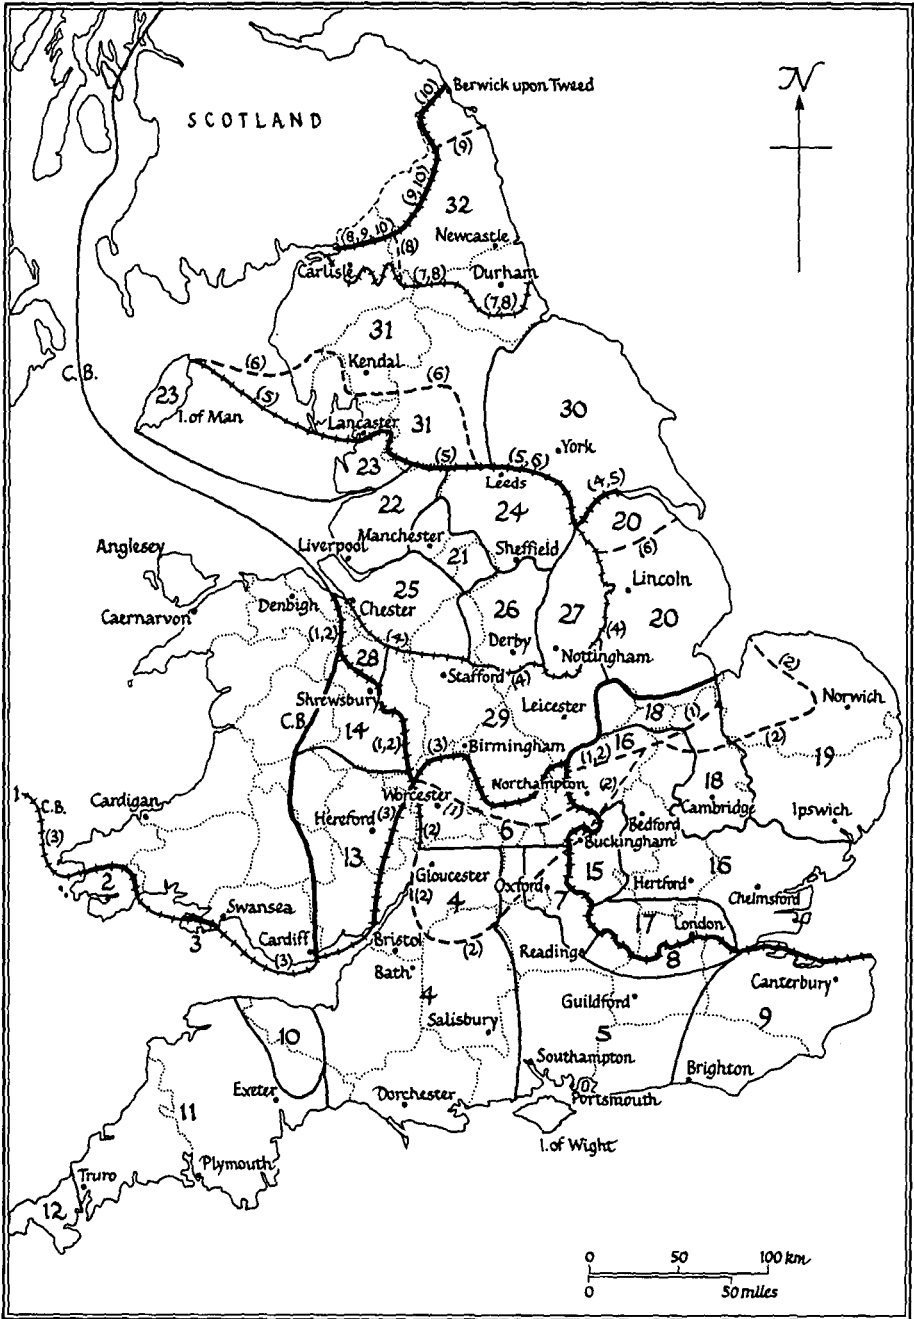 (10)
Berwick upon Tweed
N
SCOTLAND
(9)
(9, 10)
32
(8, 9, 10)
(8)
Newcastle
Carlisle
(7,8)
Durham
(7,8)
31
(6)
Kendal
C.B.
(6)
23
(5)
I. of Man
30
Lancaster
31
York
23
(5)
(5, 6)
Leeds
(4,5)
22
24
20
Manchester
Anglesey
Liverpool
21
Sheffield
(6)
Lincoln
25
Denbigh
Chester
26
27
20
Caernarvon
(1,2)
(4)
Derby
(4)
28
Nottingham
Stafford
(4)
(2)
Shrewsbury
Leicester
Norwich
29
18
(1)
C.B.
14
(1,2)
(3)
Birmingham
16
(2)
(1,2)
19
Northampton
(2)
18
C.B.
Cardigan
Worcester
(1)
Cambridge
Ipswich
(3)
Hereford
(3)
(2)
6
Bedford
Buckingham
13
15
16
2
Gloucester
Oxford
Hertford
Chelmsford
(2)
4
7
Swansea
17
London
3
Cardiff
Bristol
(2)
Reading
8
(3)
Bath
Canterbury
4
Guildford
9
Salisbury
10
5
Southampton
Brighton
Exeter
Dorchester
Portsmouth
11
I. of Wight
Plymouth
Truro
12
0 50 100 km
0 50 miles